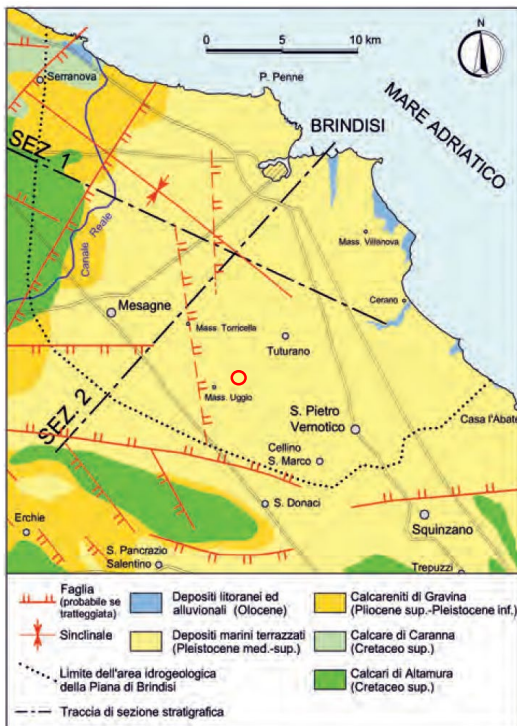 N
0 5 10 km
Serranova
P. Penne
BRINDISI
MARE ADRIATICO
SEZ 1
Canale Reale
Mass. Villanova
Cerano
Mesagne
Mass. Torricella
Tuturano
Mass. Uggio
SEZ 2
S. Pietro
Vernotico
Casa l'Abate
Cellino
S. Marco
S. Donaci
Erchie
Squinzano
S. Pancrazio
Salentino
Trepuzzi
Faglia
(probabile se
tratteggiata)
Sinclinale
Limite dell'area idrogeologica
della Piana di Brindisi
Traccia di sezione stratigrafica
Depositi litoranei ed
alluvionali (Olocene)
Depositi marini terrazzati
(Pleistocene med.-sup.)
Calcareniti di Gravina
(Pliocene sup.-Pleistocene inf.)
Calcare di Caranna
(Cretaceo sup.)
Calcari di Altamura
(Cretaceo sup.)